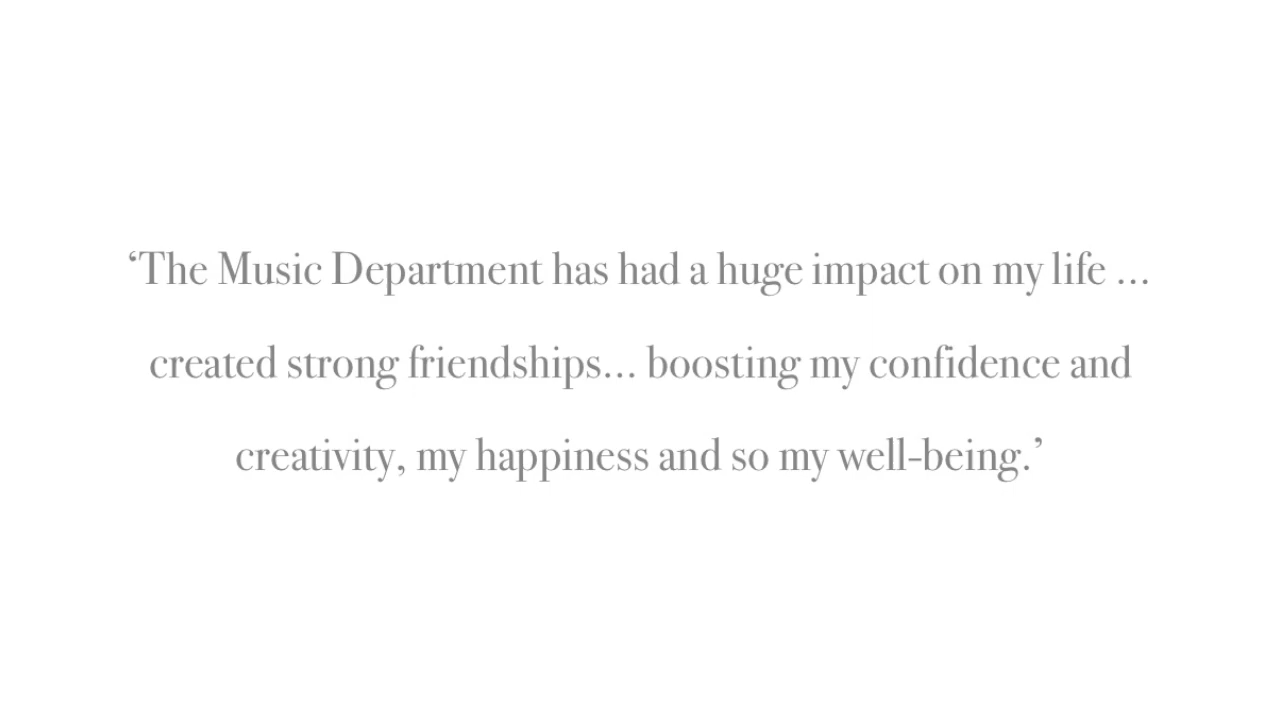 ‘The Music Department has had a huge impact on my life ...
created strong friendships... boosting my confidence and
creativity, my happiness and so my well-being.’